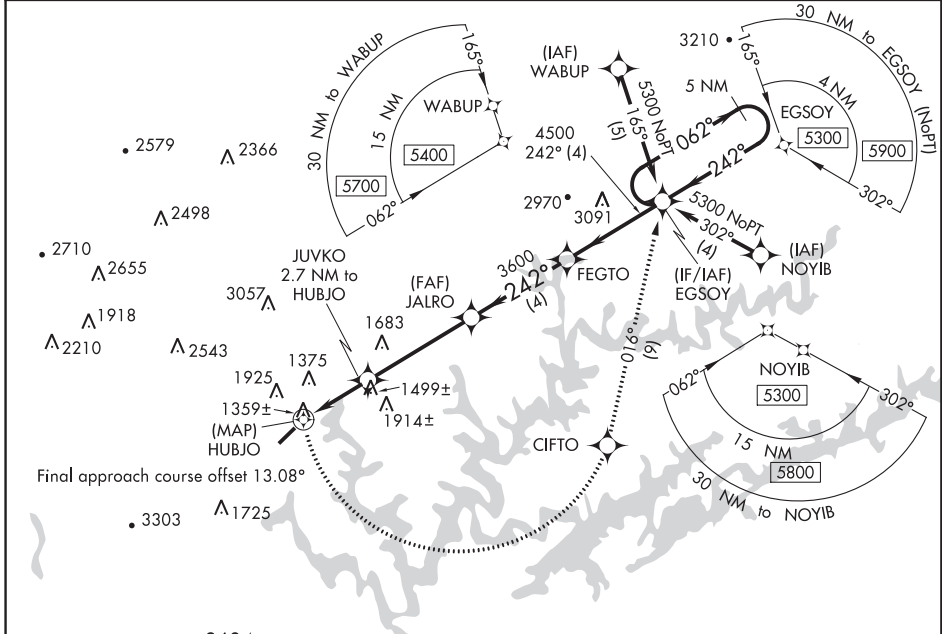 30 NM to WABUP
15 NM
165°
WABUP
5400
5700
062°
(IAF)
WABUP
5300 NoPT
165°
(5)
5 NM
062°
242°
4500
242° (4)
3210
30 NM to EGSOY (NoPT)
165°
4 NM
EGSOY
5300
5900
302°
2579
2366
2498
2710
2655
1918
2210
2543
3057
JUVKO
2.7 NM to
HUBJO
(FAF)
JALRO
3600
242°
(4)
2970
3091
FEGTO
5300 NoPT
302°
(4)
(IF/IAF)
EGSOY
(IAF)
NOYIB
1683
1375
1925
1499±
1359±
1914±
(MAP)
HUBJO
016°
(9)
CIFTO
062°
NOYIB
5300
302°
15 NM
5800
30 NM to NOYIB
Final approach course offset 13.08°
3303
1725